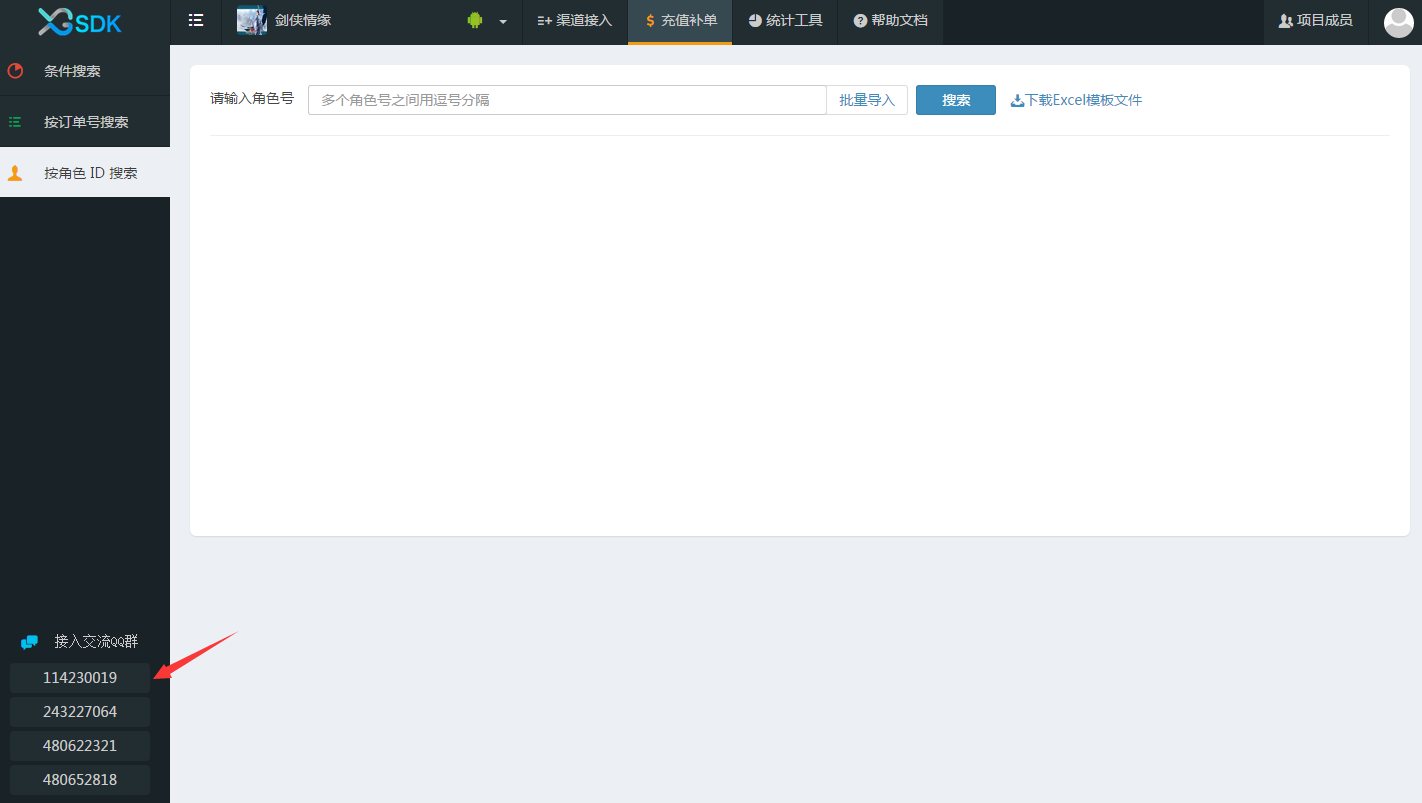 XGSDK
剑侠情缘
渠道接入
$ 充值补单
统计工具
帮助文档
项目成员
条件搜索
按订单号搜索
按角色 ID 搜索
请输入角色号
多个角色号之间用逗号分隔
批量导入
搜索
下载Excel模板文件
接入交流QQ群
114230019
243227064
480622321
480652818